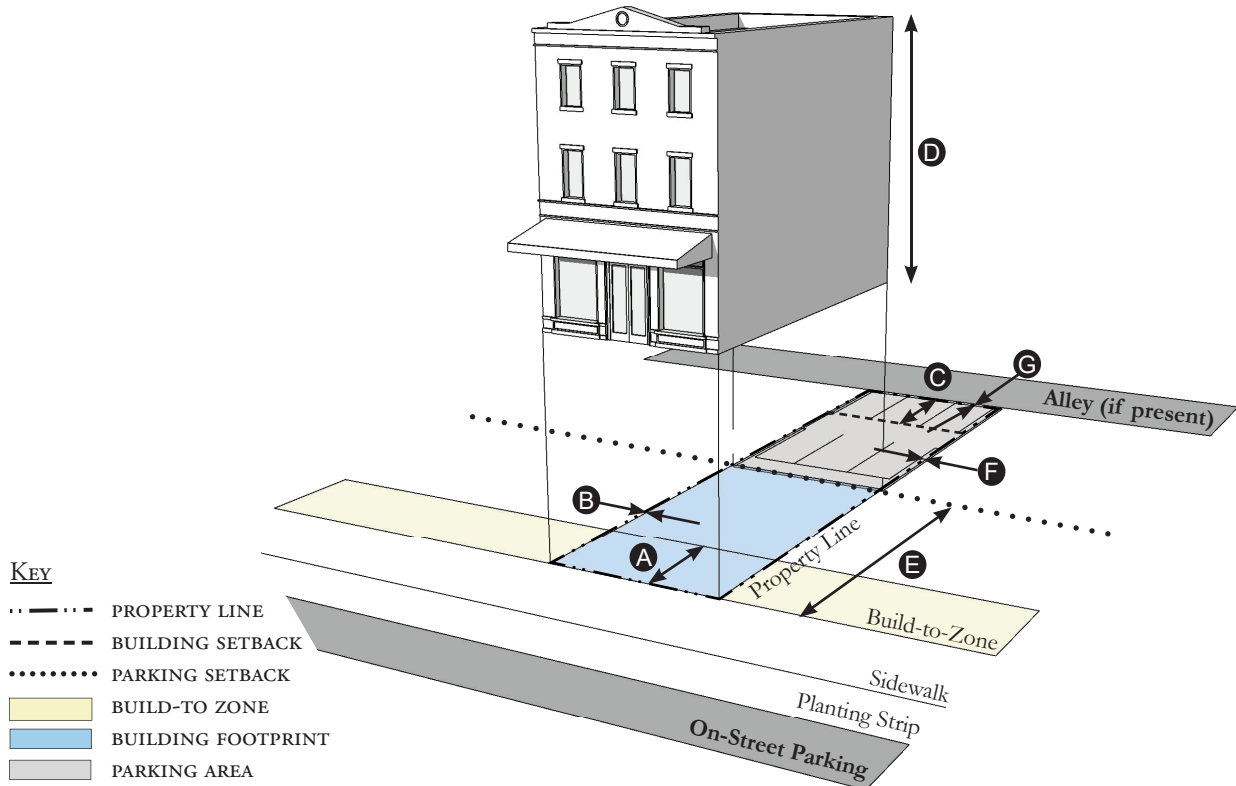 D
C
G
Alley (if present)
F
B
A
Property Line
E
Build-to-Zone
Sidewalk
Planting Strip
On-Street Parking
KEY
PROPERTY LINE
BUILDING SETBACK
PARKING SETBACK
BUILD-TO ZONE
BUILDING FOOTPRINT
PARKING AREA